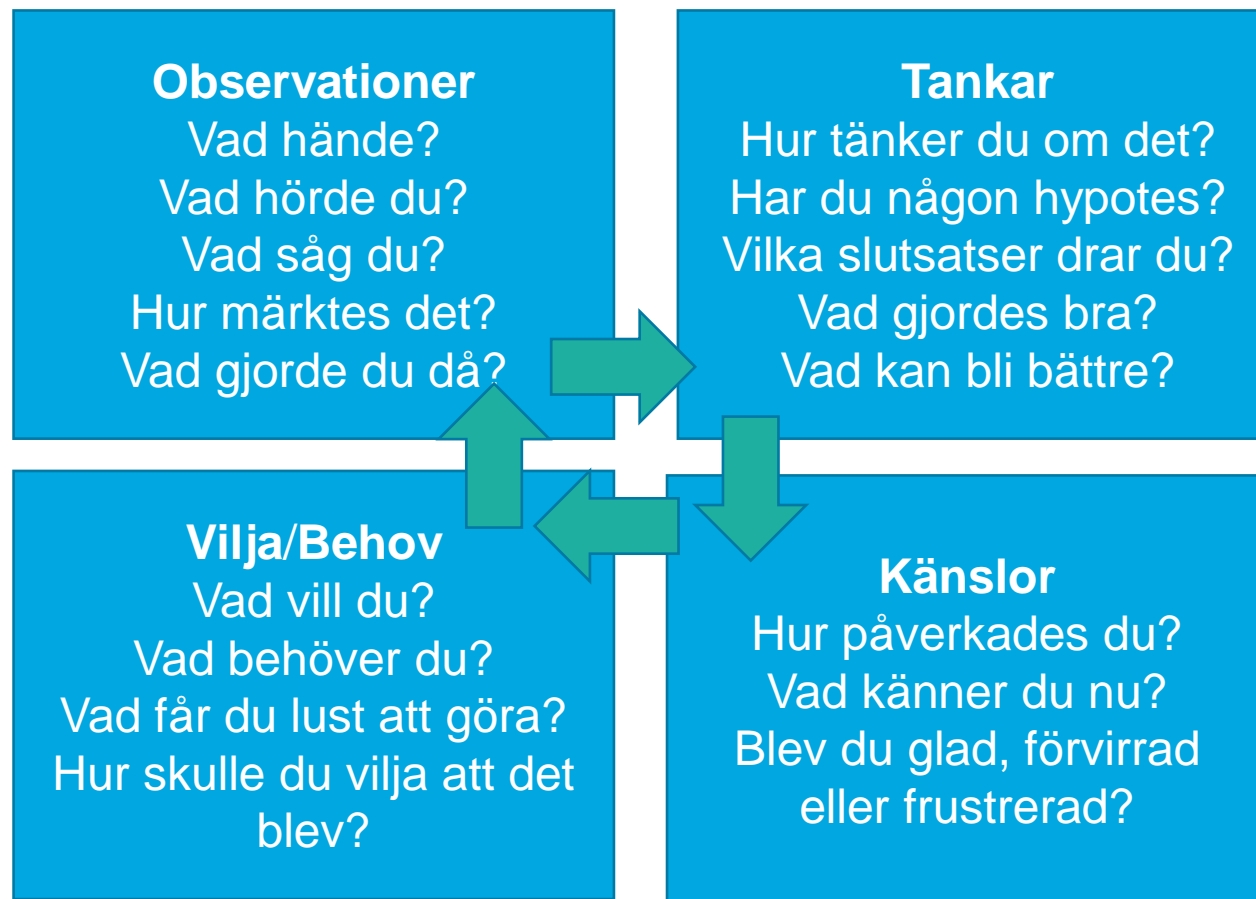 Observationer
Vad hände?
Vad hörde du?
Vad såg du?
Hur märktes det?
Vad gjorde du då?
Tankar
Hur tänker du om det?
Har du någon hypotes?
Vilka slutsatser drar du?
Vad gjordes bra?
Vad kan bli bättre?
Vilja/Behov
Vad vill du?
Vad behöver du?
Vad får du lust att göra?
Hur skulle du vilja att det
blev?
Känslor
Hur påverkades du?
Vad känner du nu?
Blev du glad, förvirrad
eller frustrerad?